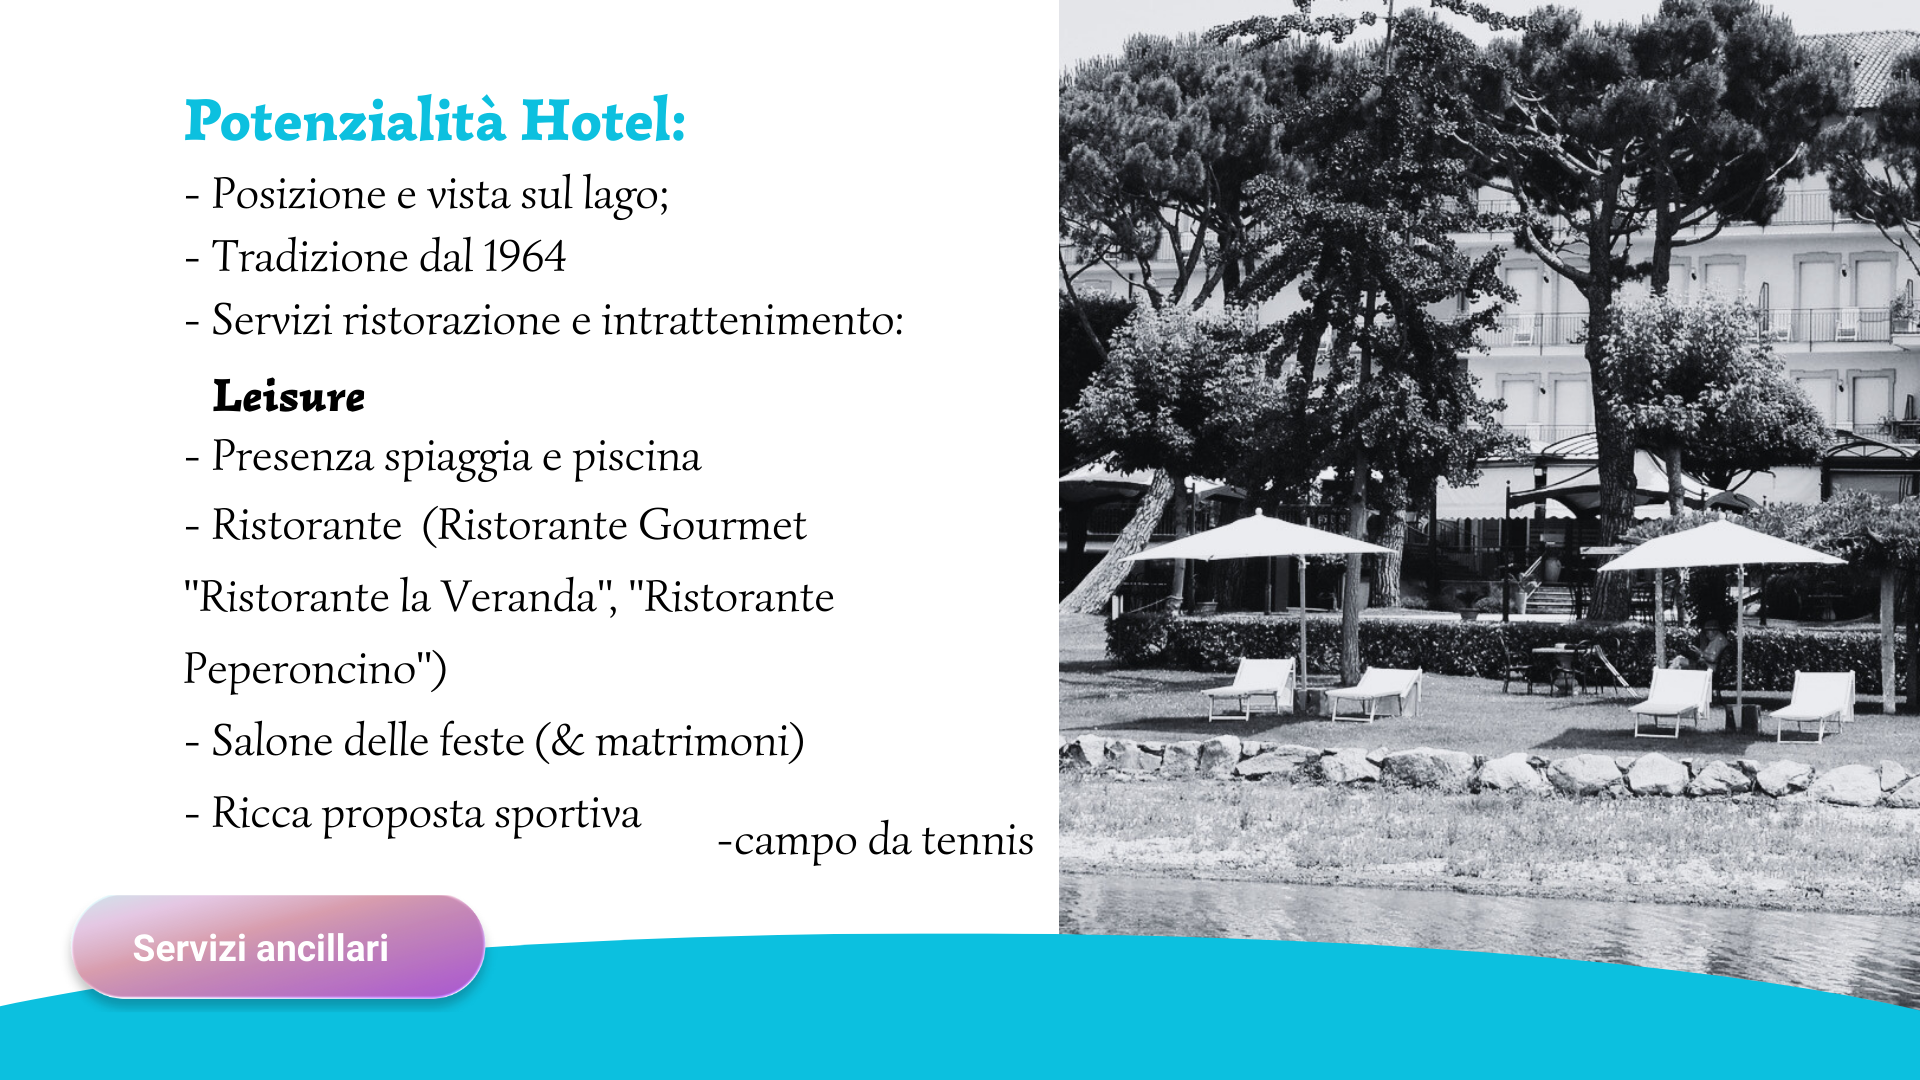 Potenzialità Hotel:
- Posizione e vista sul lago;
- Tradizione dal 1964
- Servizi ristorazione e intrattenimento:
Leisure
- Presenza spiaggia e piscina
- Ristorante  (Ristorante Gourmet
"Ristorante la Veranda", "Ristorante
Peperoncino")
- Salone delle feste (& matrimoni)
- Ricca proposta sportiva
-campo da tennis
Servizi ancillari